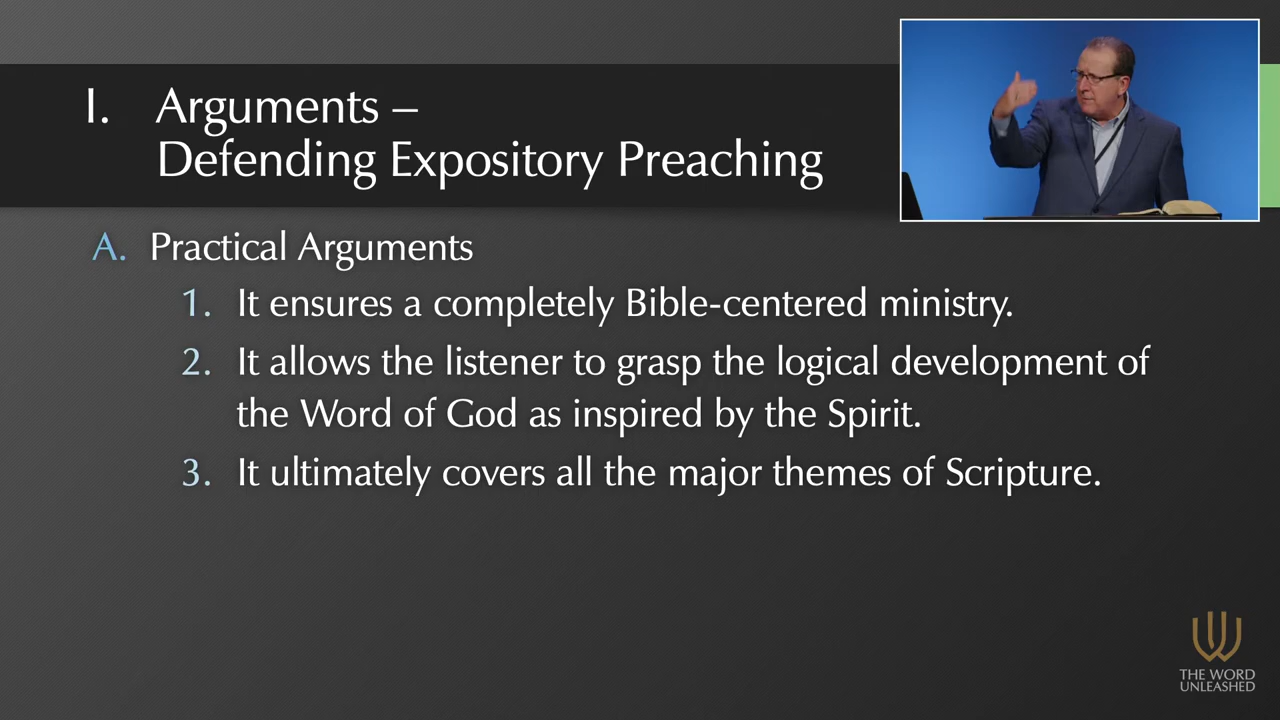 I. Arguments –
Defending Expository Preaching
A. Practical Arguments
1. It ensures a completely Bible-centered ministry.
2. It allows the listener to grasp the logical development of
the Word of God as inspired by the Spirit.
3. It ultimately covers all the major themes of Scripture.
THE WORD
UNLEASHED